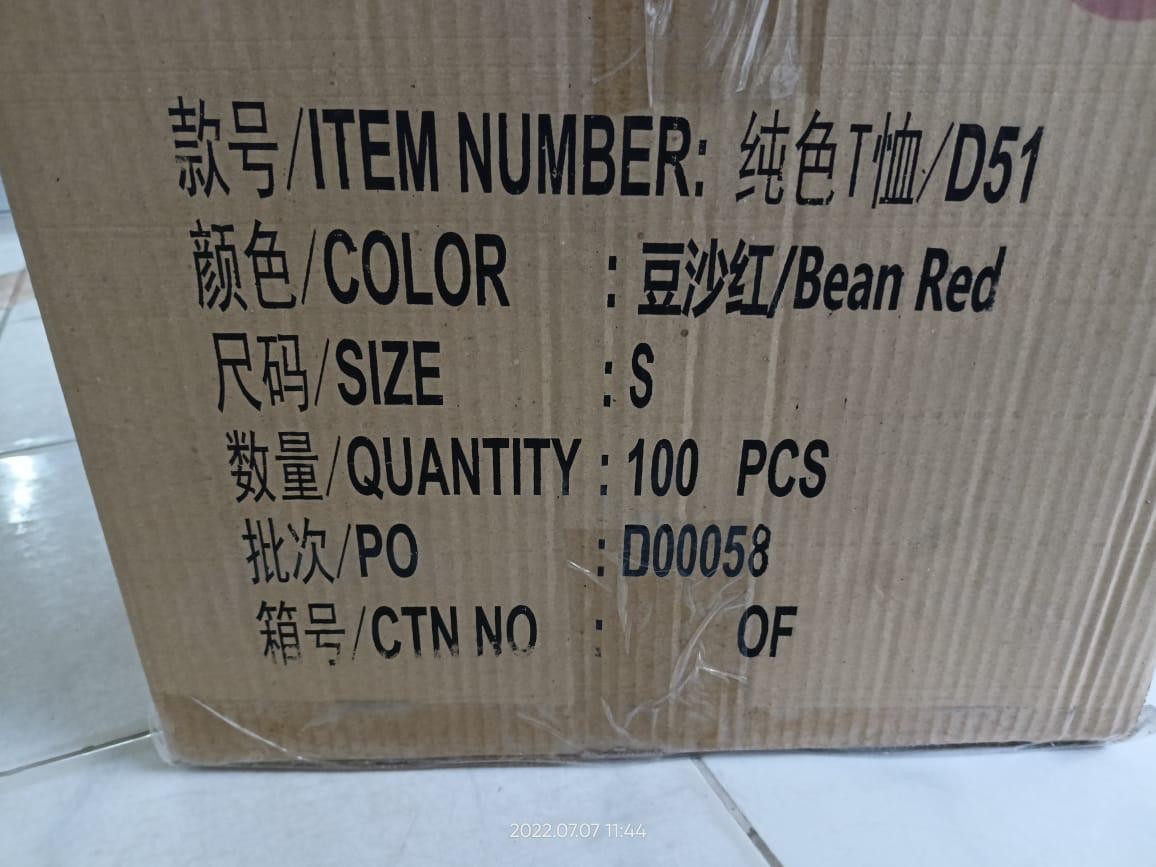 款号/ITEM NUMBER: 纯色T恤/D51
颜色/COLOR : 豆沙红/Bean Red
尺码/SIZE : S
数量/QUANTITY : 100 PCS
批次/PO : D00058
箱号/CTN NO : OF
2022.07.07 11:44